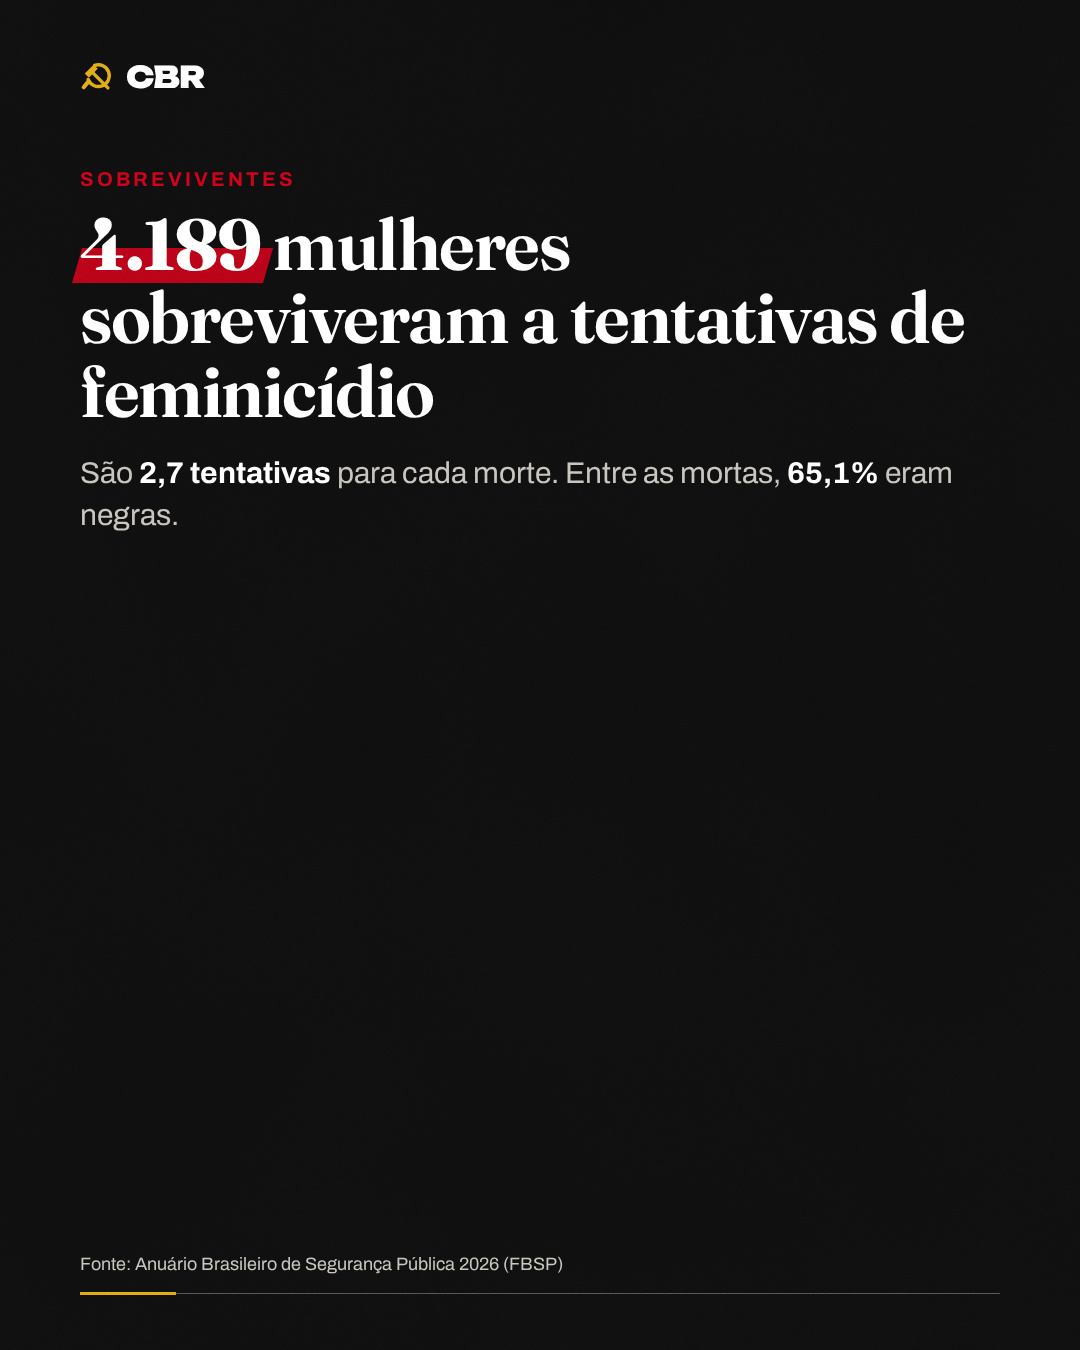 CBR
SOBREVIVENTES
4.189 mulheres
sobreviveram a tentativas de
feminicídio
São 2,7 tentativas para cada morte. Entre as mortas, 65,1% eram
negras.
Fonte: Anuário Brasileiro de Segurança Pública 2026 (FBSP)